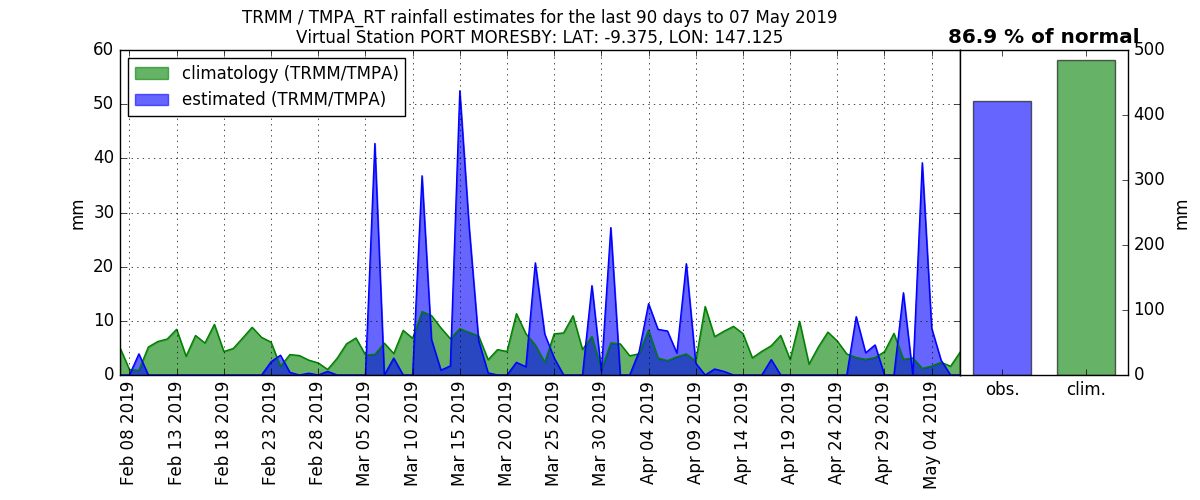 TRMM / TMPA_RT rainfall estimates for the last 90 days to 07 May 2019
Virtual Station PORT MORESBY: LAT: -9.375, LON: 147.125
86.9 % of normal
climatology (TRMM/TMPA)
estimated (TRMM/TMPA)
60
50
40
30
20
10
0
mm
Feb 08 2019
Feb 13 2019
Feb 18 2019
Feb 23 2019
Feb 28 2019
Mar 05 2019
Mar 10 2019
Mar 15 2019
Mar 20 2019
Mar 25 2019
Mar 30 2019
Apr 04 2019
Apr 09 2019
Apr 14 2019
Apr 19 2019
Apr 24 2019
Apr 29 2019
May 04 2019
obs.
clim.
500
400
300
200
100
0
mm